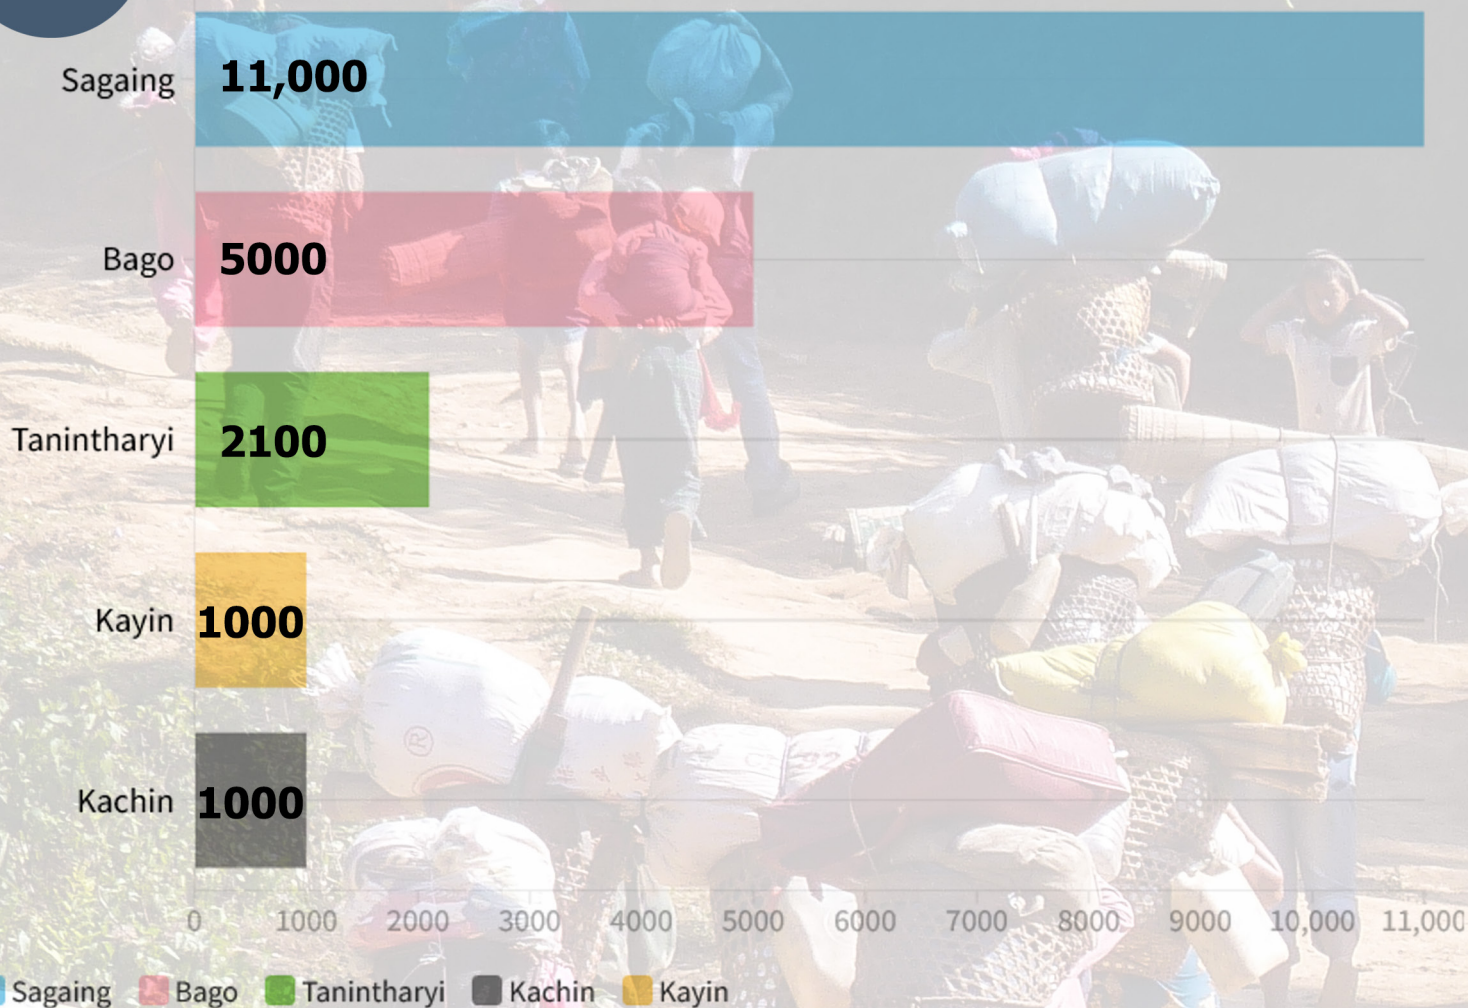 Sagaing 11,000
Bago 5000
Tanintharyi 2100
Kayin 1000
Kachin 1000
0 1000 2000 3000 4000 5000 6000 7000 8000 9000 10,000 11,000
Sagaing Bago Tanintharyi Kachin Kayin